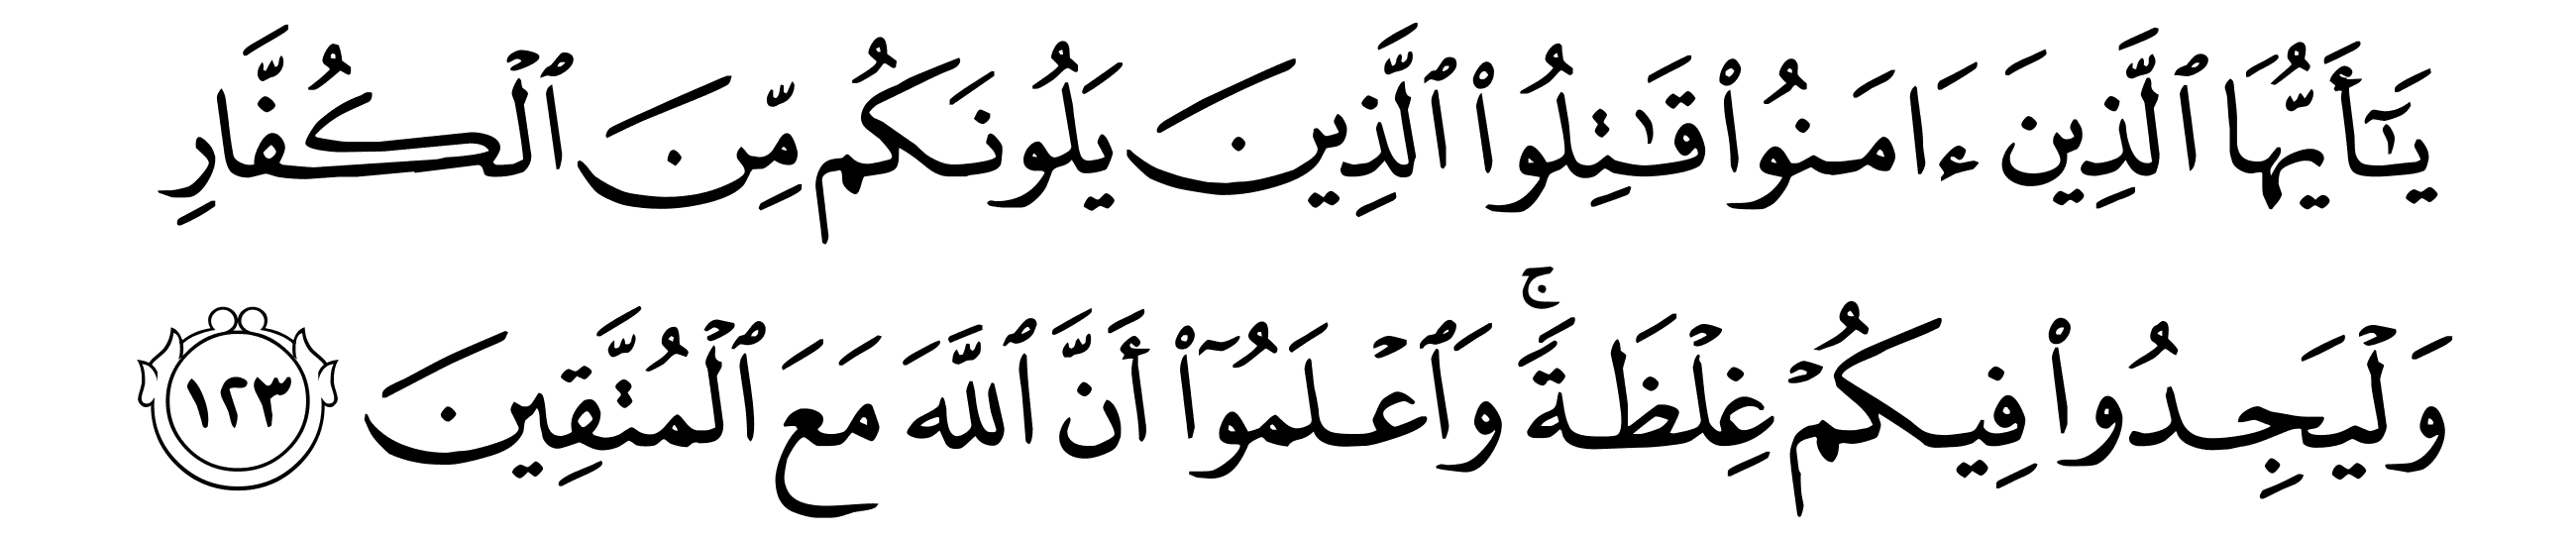 يَٰٓأَيُّهَا ٱلَّذِينَ ءَامَنُوا۟ قَٰتِلُوا۟ ٱلَّذِينَ يَلُونَكُم مِّنَ ٱلْكُفَّارِ
وَلْيَجِدُوا۟ فِيكُمْ غِلْظَةً ۚ وَٱعْلَمُوٓا۟ أَنَّ ٱللَّهَ مَعَ ٱلْمُتَّقِينَ ١٢٣